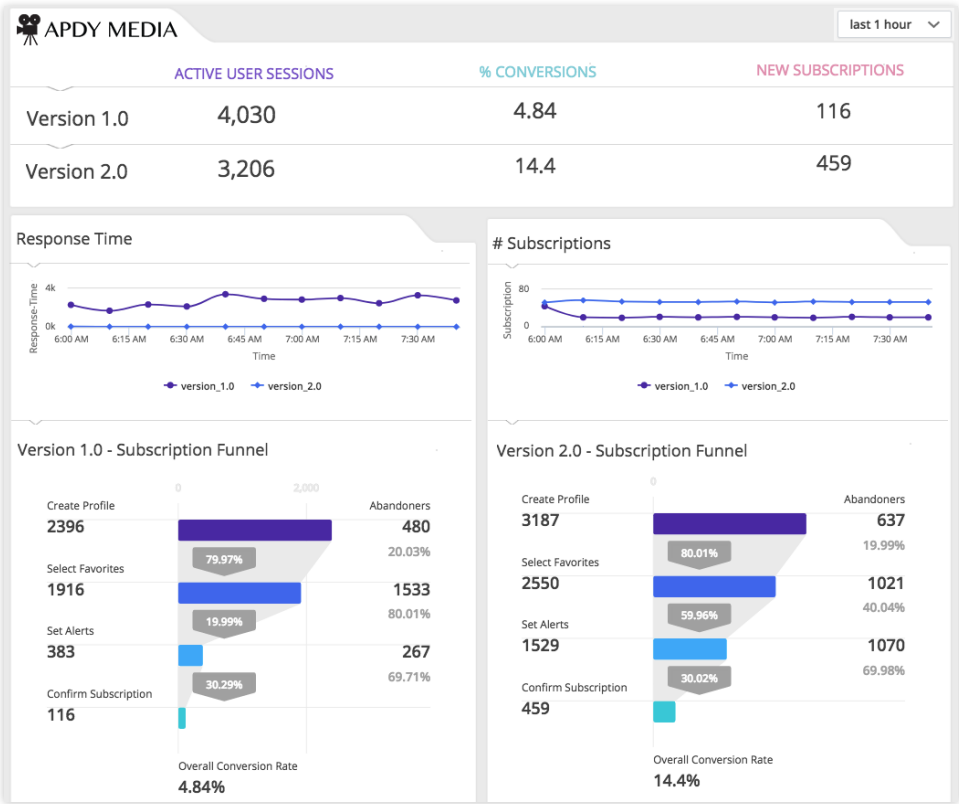 APDY MEDIA
last 1 hour
ACTIVE USER SESSIONS % CONVERSIONS NEW SUBSCRIPTIONS
Version 1.0 4,030 4.84 116
Version 2.0 3,206 14.4 459
Response Time
Response-Time
4k
0k
6:00 AM 6:15 AM 6:30 AM 6:45 AM 7:00 AM 7:15 AM 7:30 AM
Time
version_1.0 version_2.0
# Subscriptions
Subscription
80
0
6:00 AM 6:15 AM 6:30 AM 6:45 AM 7:00 AM 7:15 AM 7:30 AM
Time
version_1.0 version_2.0
Version 1.0 - Subscription Funnel
0 2,000
Create Profile Abandoners
2396 480
79.97% 20.03%
Select Favorites
1916 1533
19.99% 80.01%
Set Alerts
383 267
30.29% 69.71%
Confirm Subscription
116
Overall Conversion Rate
4.84%
Version 2.0 - Subscription Funnel
0
Create Profile Abandoners
3187 637
80.01% 19.99%
Select Favorites
2550 1021
59.96% 40.04%
Set Alerts
1529 1070
30.02% 69.98%
Confirm Subscription
459
Overall Conversion Rate
14.4%